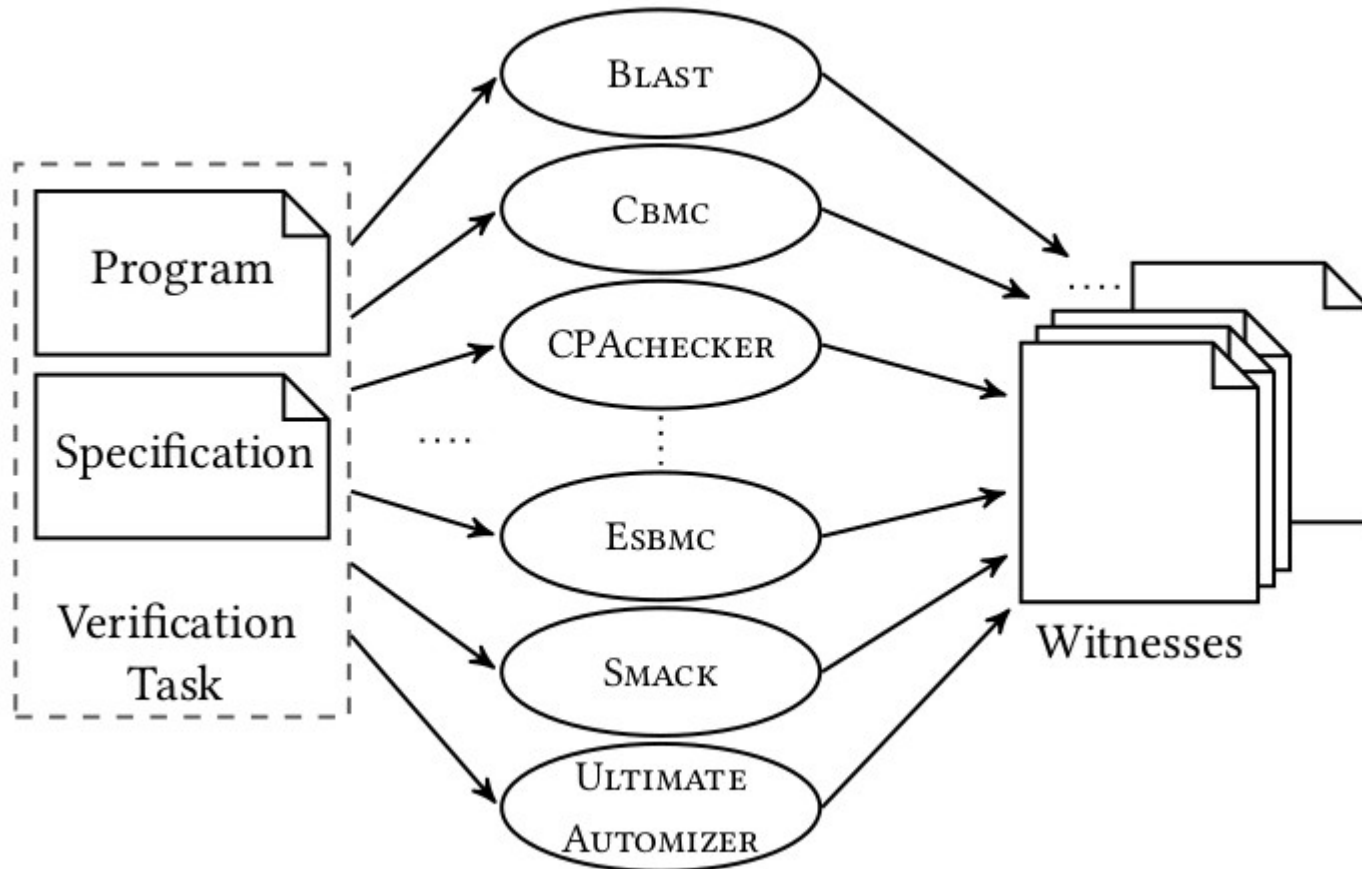 Program
Specification
Verification
Task
BLAST
CBMC
CPACHECKER
ESBMC
SMACK
ULTIMATE
AUTOMIZER
....
....
....
Witnesses